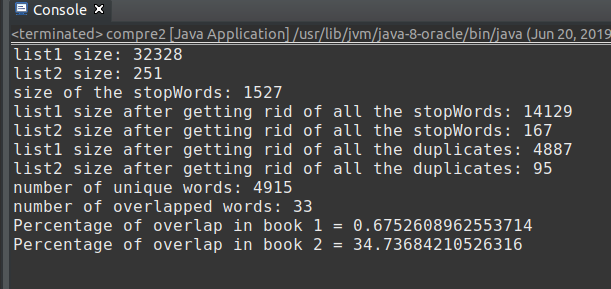 Console
<terminated> compre2 [Java Application] /usr/lib/jvm/java-8-oracle/bin/java (Jun 20, 2019
list1 size: 32328
list2 size: 251
size of the stopWords: 1527
list1 size after getting rid of all the stopWords: 14129
list2 size after getting rid of all the stopWords: 167
list1 size after getting rid of all the duplicates: 4887
list2 size after getting rid of all the duplicates: 95
number of unique words: 4915
number of overlapped words: 33
Percentage of overlap in book 1 = 0.6752608962553714
Percentage of overlap in book 2 = 34.73684210526316